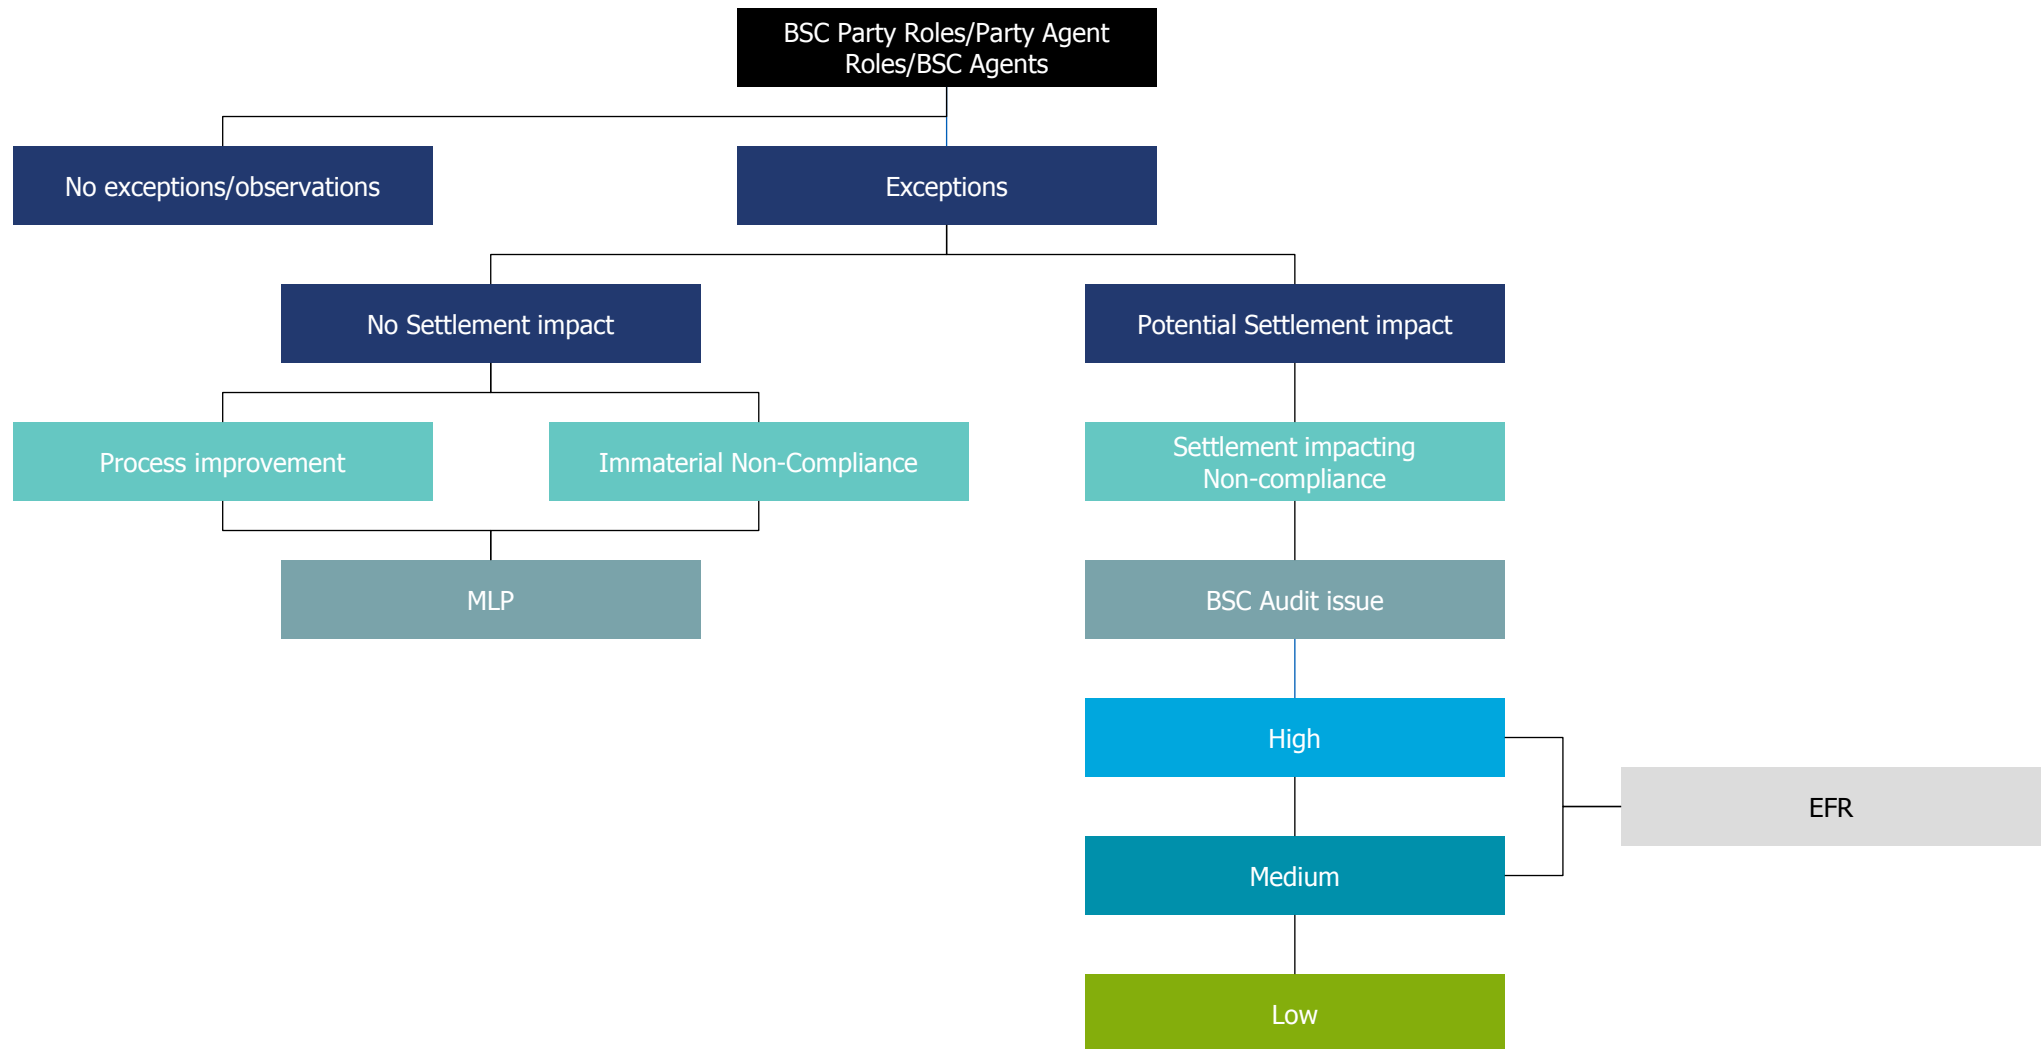 BSC Party Roles/Party Agent
Roles/BSC Agents
No exceptions/observations
Exceptions
No Settlement impact
Potential Settlement impact
Process improvement
Immaterial Non-Compliance
Settlement impacting
Non-compliance
MLP
BSC Audit issue
High
EFR
Medium
Low